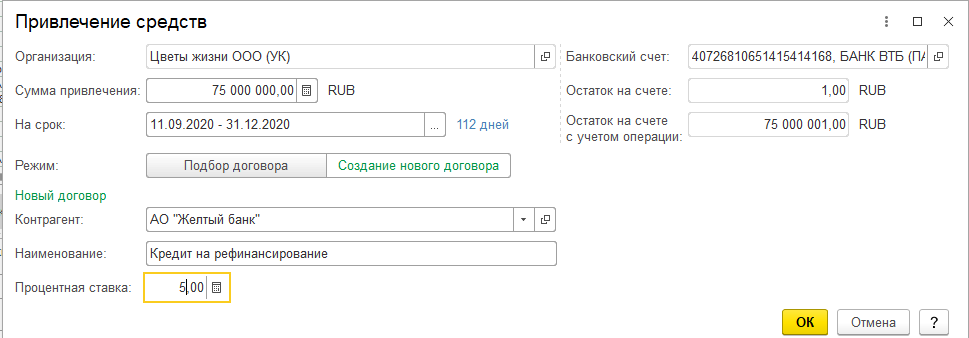 Привлечение средств
Организация: Цветы жизни ООО (УК) Банковский счет: 40726810651415414168, БАНК ВТБ (ПА
Сумма привлечения: 75 000 000,00 RUB Остаток на счете: 1,00 RUB
На срок: 11.09.2020 - 31.12.2020 ... 112 дней Остаток на счете
с учетом операции: 75 000 001,00 RUB
Режим: Подбор договора Создание нового договора
Новый договор
Контрагент: АО "Желтый банк"
Наименование: Кредит на рефинансирование
Процентная ставка: 5,00
ОК Отмена ?